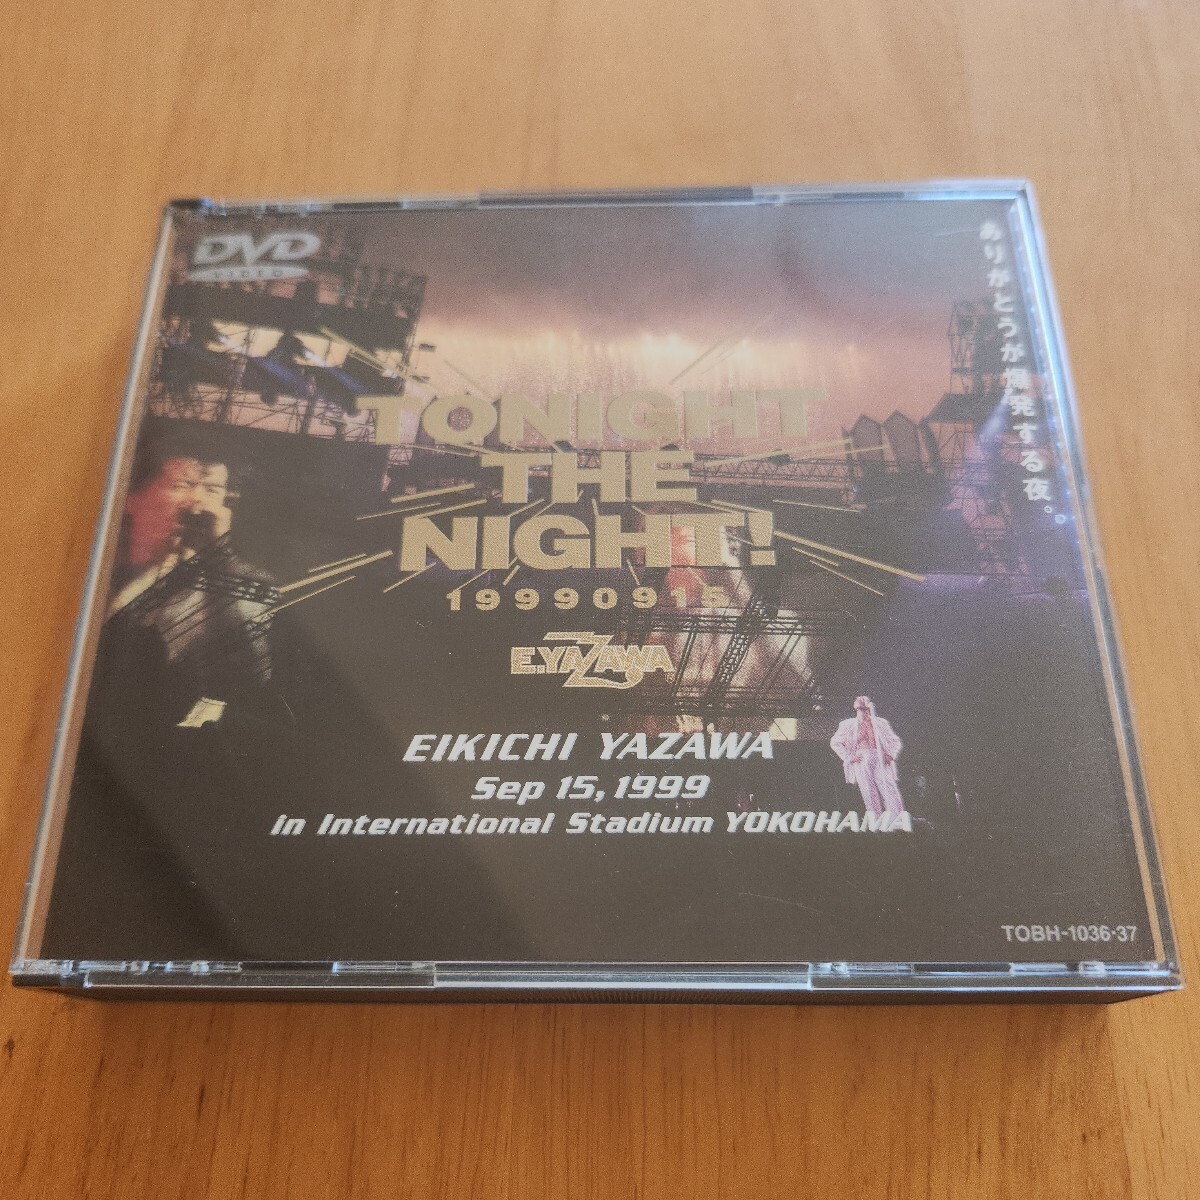 DVD
VIDEO
ありがとうが爆発する夜。
TONIGHT
THE
NIGHT!
19990915
E.YAZAWA
EIKICHI YAZAWA
Sep 15, 1999
in International Stadium YOKOHAMA
TOBH-1036·37